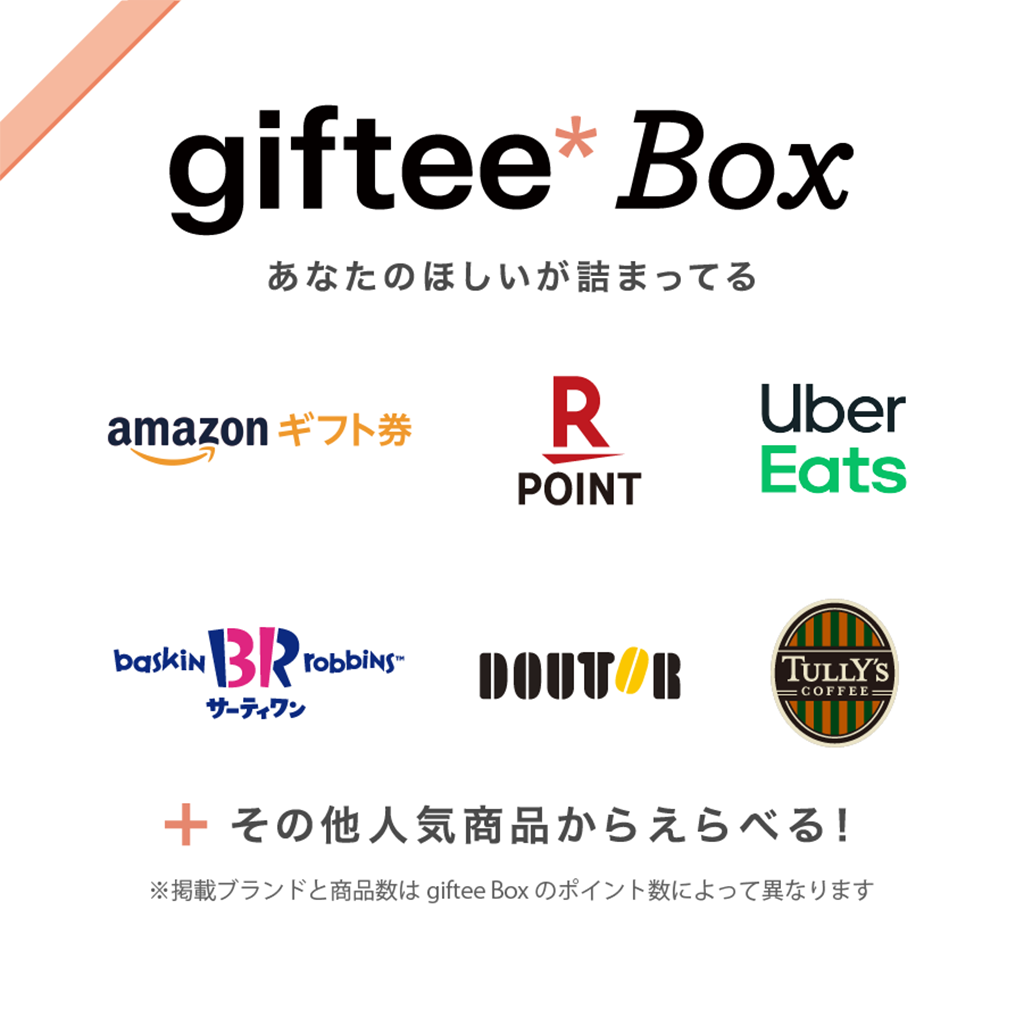 giftee* Box
あなたのほしいが詰まってる
amazon ギフト券
R
POINT
Uber
Eats
baskin BR robbins™
サーティワン
DOUTOR
TULLY'S
COFFEE
+ その他人気商品からえらべる!
※掲載ブランドと商品数は giftee Box のポイント数によって異なります